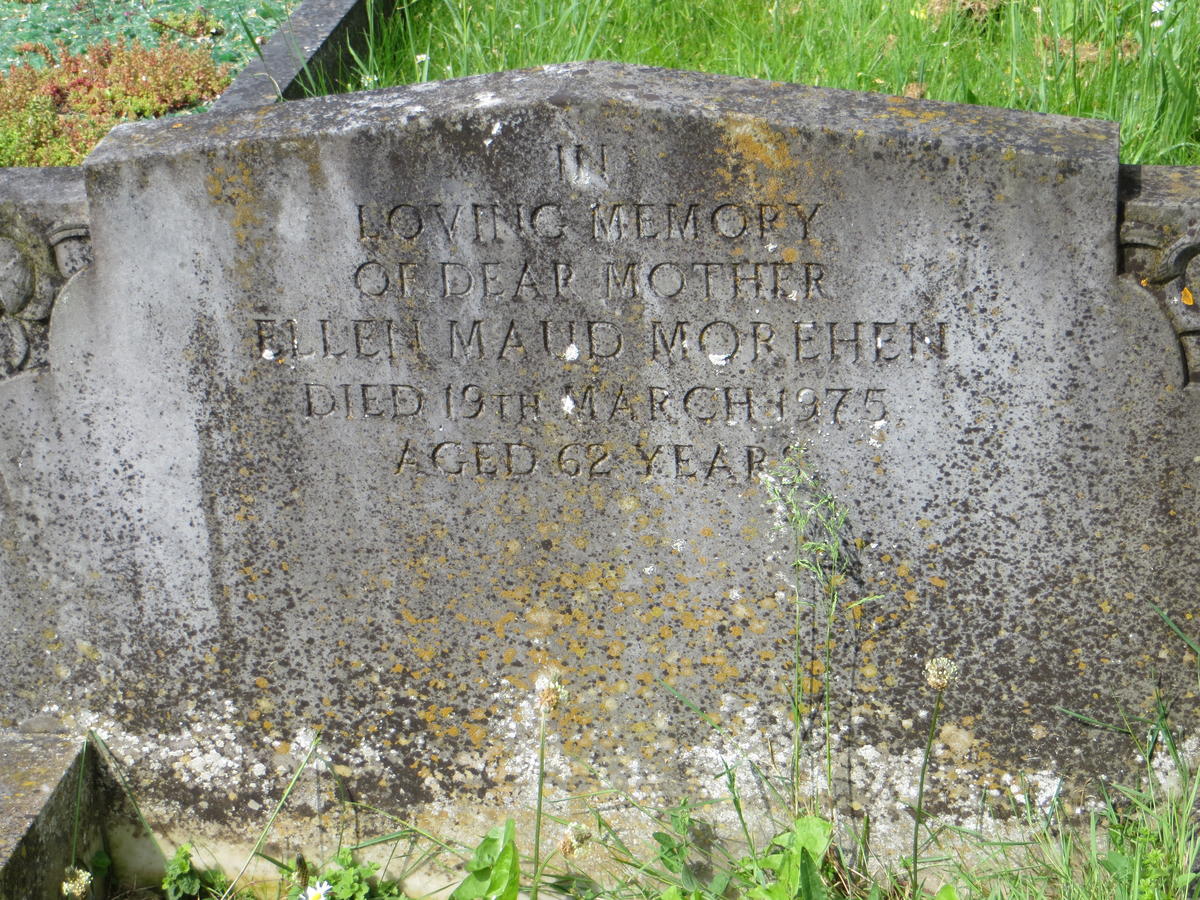 IN
LOVING MEMORY
OF DEAR MOTHER
ELLEN MAUD MOREHEN
DIED 19TH MARCH 1975
AGED 62 YEARS